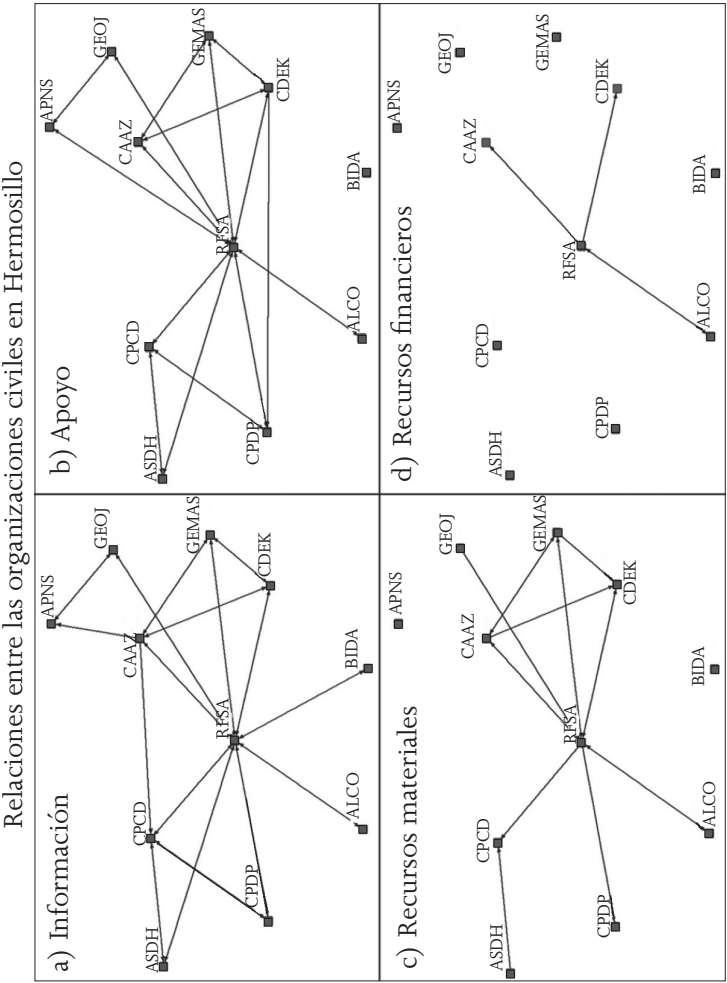 Relaciones entre las organizaciones civiles en Hermosillo
a) Información
APNS
GEOJ
CAAZ
GEMAS
CPCD
CDEK
ASDH
RFSA
CPDP
BIDA
ALCO
b) Apoyo
APNS
GEOJ
CAAZ
GEMAS
CPCD
CDEK
ASDH
RFSA
CPDP
BIDA
ALCO
c) Recursos materiales
APNS
GEOJ
CAAZ
GEMAS
CPCD
CDEK
ASDH
RFSA
CPDP
BIDA
ALCO
d) Recursos financieros
APNS
GEOJ
CAAZ
GEMAS
CPCD
CDEK
ASDH
RFSA
CPDP
BIDA
ALCO